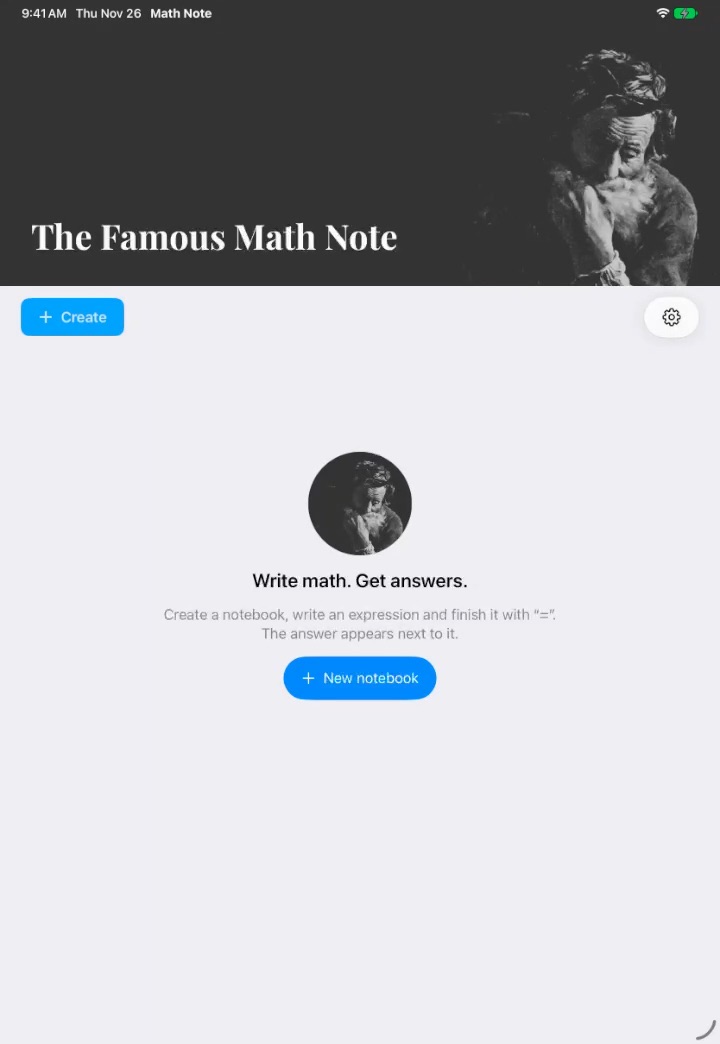 9:41 AM Thu Nov 26 Math Note
The Famous Math Note
+ Create
Write math. Get answers.
Create a notebook, write an expression and finish it with “=”.
The answer appears next to it.
+ New notebook